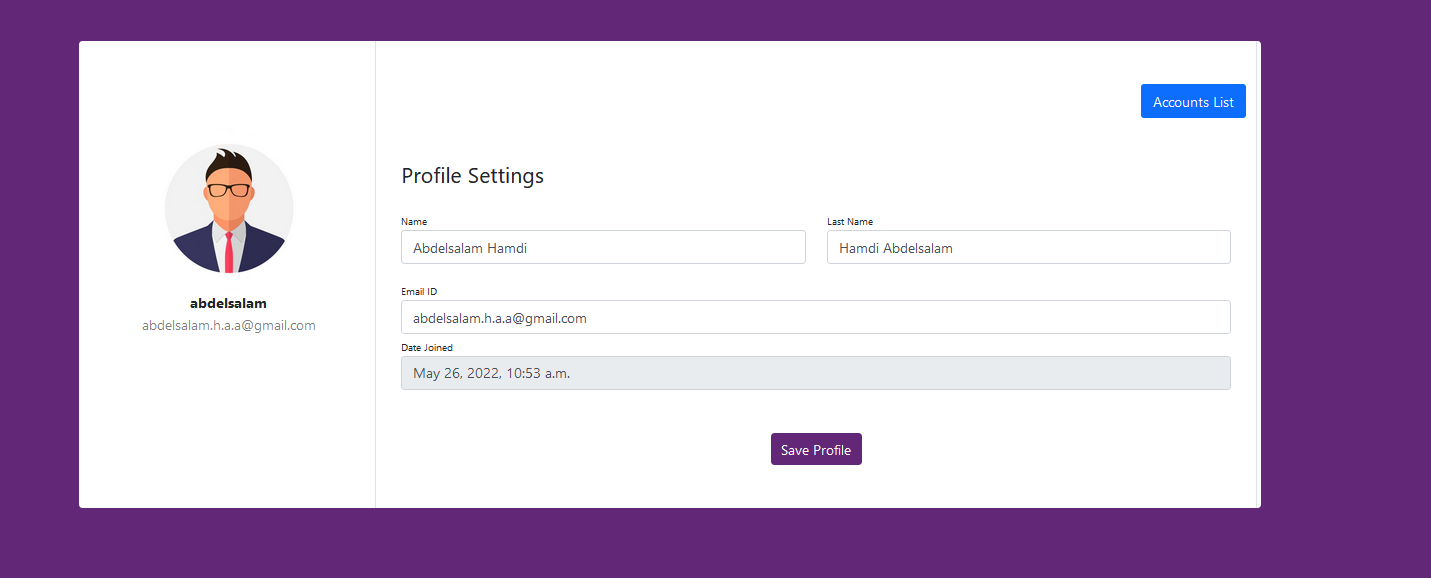 Accounts List
abdelsalam
abdelsalam.h.a.a@gmail.com
Profile Settings
Name
Last Name
Abdelsalam Hamdi
Hamdi Abdelsalam
Email ID
abdelsalam.h.a.a@gmail.com
Date Joined
May 26, 2022, 10:53 a.m.
Save Profile